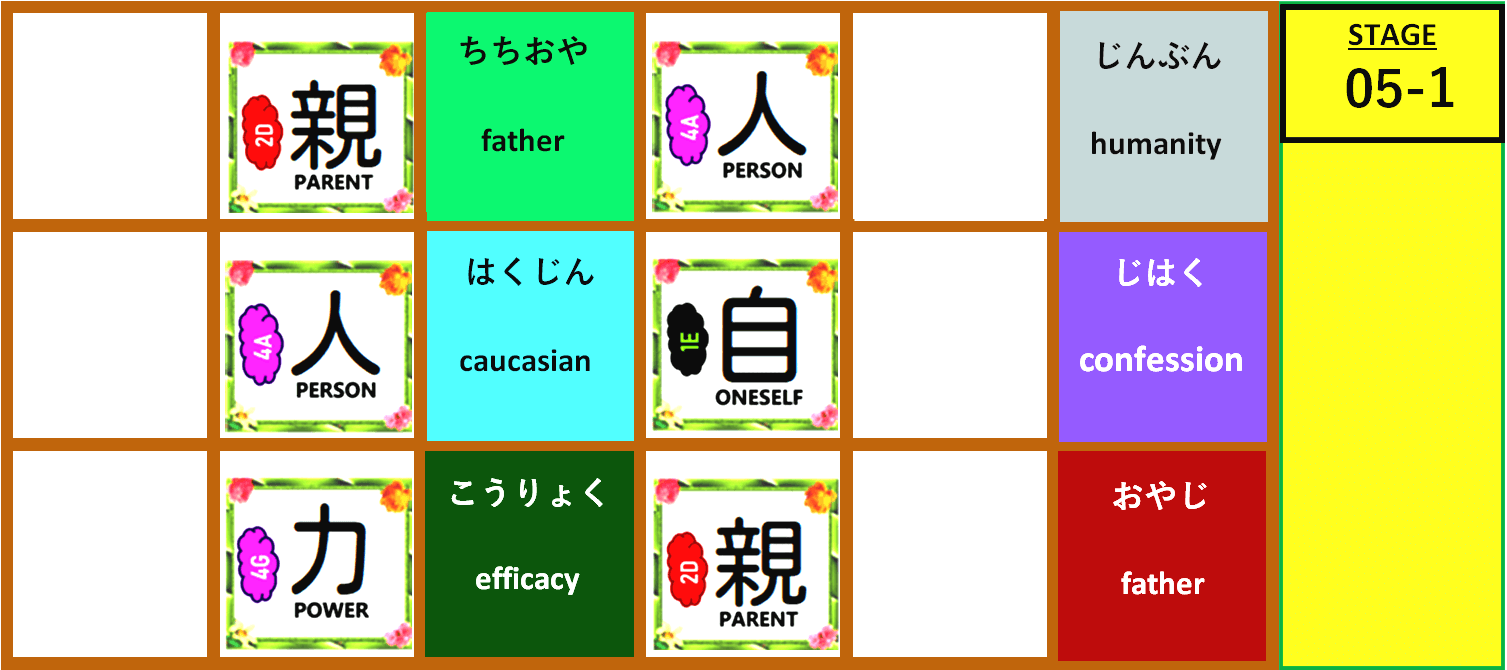 2D 親
PARENT
ちちおや
father
4A 人
PERSON
じんぶん
humanity
STAGE
05-1
4A 人
PERSON
はくじん
caucasian
1E 自
ONESELF
じはく
confession
4G 力
POWER
こうりょく
efficacy
2D 親
PARENT
おやじ
father